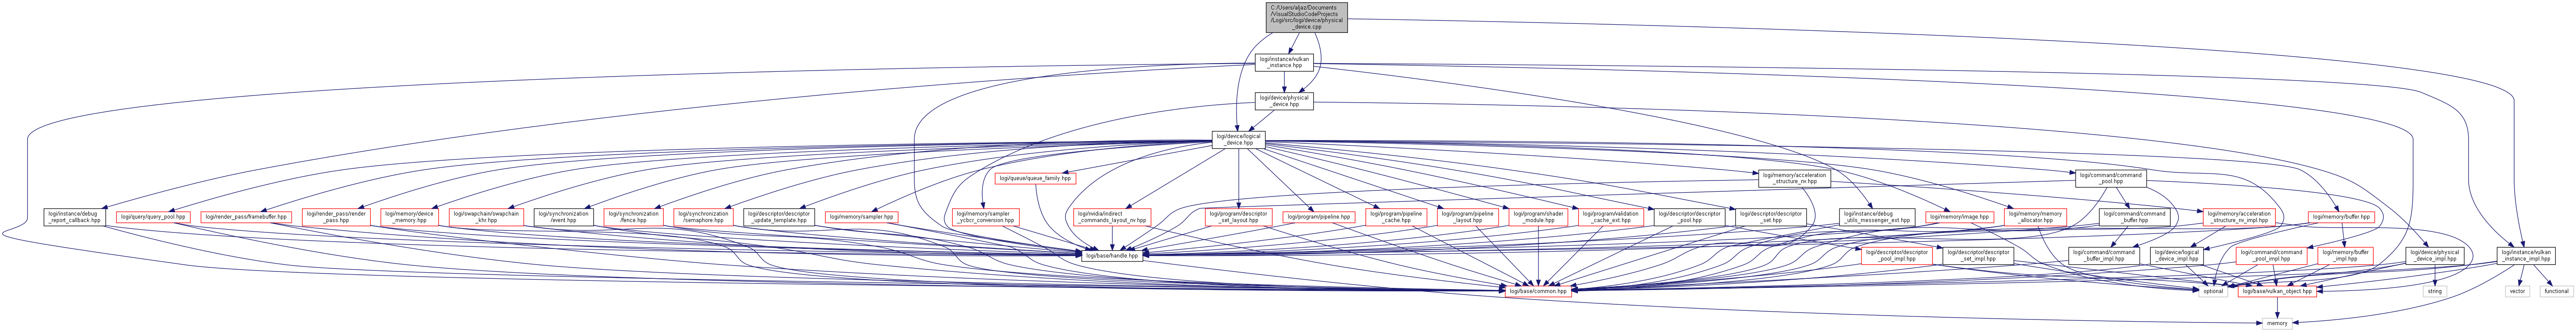 C:/Users/aljaz/Documents
/VisualStudioCodeProjects
/Logi/src/logi/device/physical
_device.cpp
logi/instance/vulkan
_instance.hpp
logi/device/physical
_device.hpp
logi/device/logical
_device.hpp
logi/queue/queue_family.hpp
logi/memory/acceleration
_structure_nv.hpp
logi/command/command
_pool.hpp
logi/instance/debug
_report_callback.hpp
logi/query/query_pool.hpp
logi/render_pass/framebuffer.hpp
logi/render_pass/render
_pass.hpp
logi/memory/device
_memory.hpp
logi/swapchain/swapchain
_khr.hpp
logi/synchronization
/event.hpp
logi/synchronization
/fence.hpp
logi/synchronization
/semaphore.hpp
logi/descriptor/descriptor
_update_template.hpp
logi/memory/sampler.hpp
logi/memory/sampler
_ycbcr_conversion.hpp
logi/nvidia/indirect
_commands_layout_nv.hpp
logi/program/descriptor
_set_layout.hpp
logi/program/pipeline.hpp
logi/program/pipeline
_cache.hpp
logi/program/pipeline
_layout.hpp
logi/program/shader
_module.hpp
logi/program/validation
_cache_ext.hpp
logi/descriptor/descriptor
_pool.hpp
logi/descriptor/descriptor
_set.hpp
logi/instance/debug
_utils_messenger_ext.hpp
logi/memory/image.hpp
logi/memory/memory
_allocator.hpp
logi/command/command
_buffer.hpp
logi/memory/acceleration
_structure_nv_impl.hpp
logi/memory/buffer.hpp
logi/base/handle.hpp
logi/descriptor/descriptor
_pool_impl.hpp
logi/descriptor/descriptor
_set_impl.hpp
logi/command/command
_buffer_impl.hpp
logi/device/logical
_device_impl.hpp
logi/command/command
_pool_impl.hpp
logi/memory/buffer
_impl.hpp
logi/device/physical
_device_impl.hpp
logi/instance/vulkan
_instance_impl.hpp
logi/base/common.hpp
optional
logi/base/vulkan_object.hpp
string
vector
functional
memory